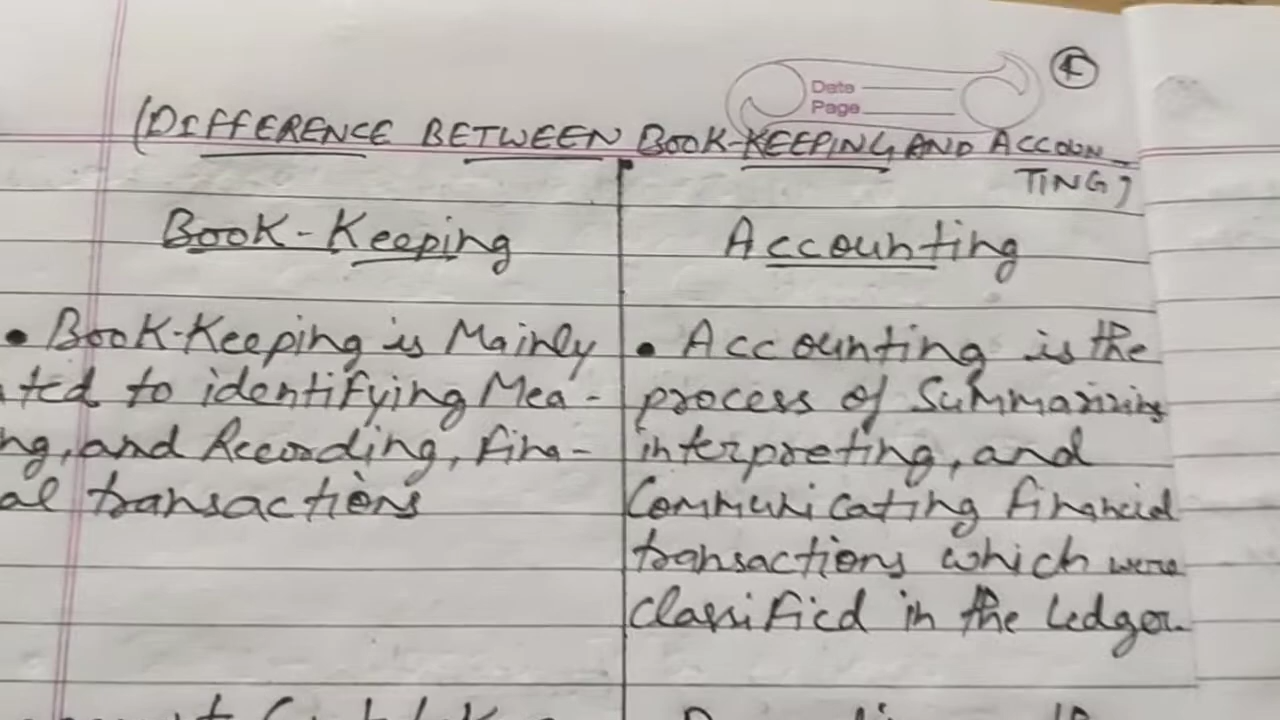 Date
Page
(DIFFERENCE BETWEEN BOOK-KEEPING AND ACCOUN-
TING)
Book-Keeping
Accounting
• Book-Keeping is Mainly
ted to identifying Mea-
ng, and Recording, fina-
al transactions
• Accounting is the
process of Summarizing
interpreting, and
Communicating financial
transactions which were
classified in the Ledger.